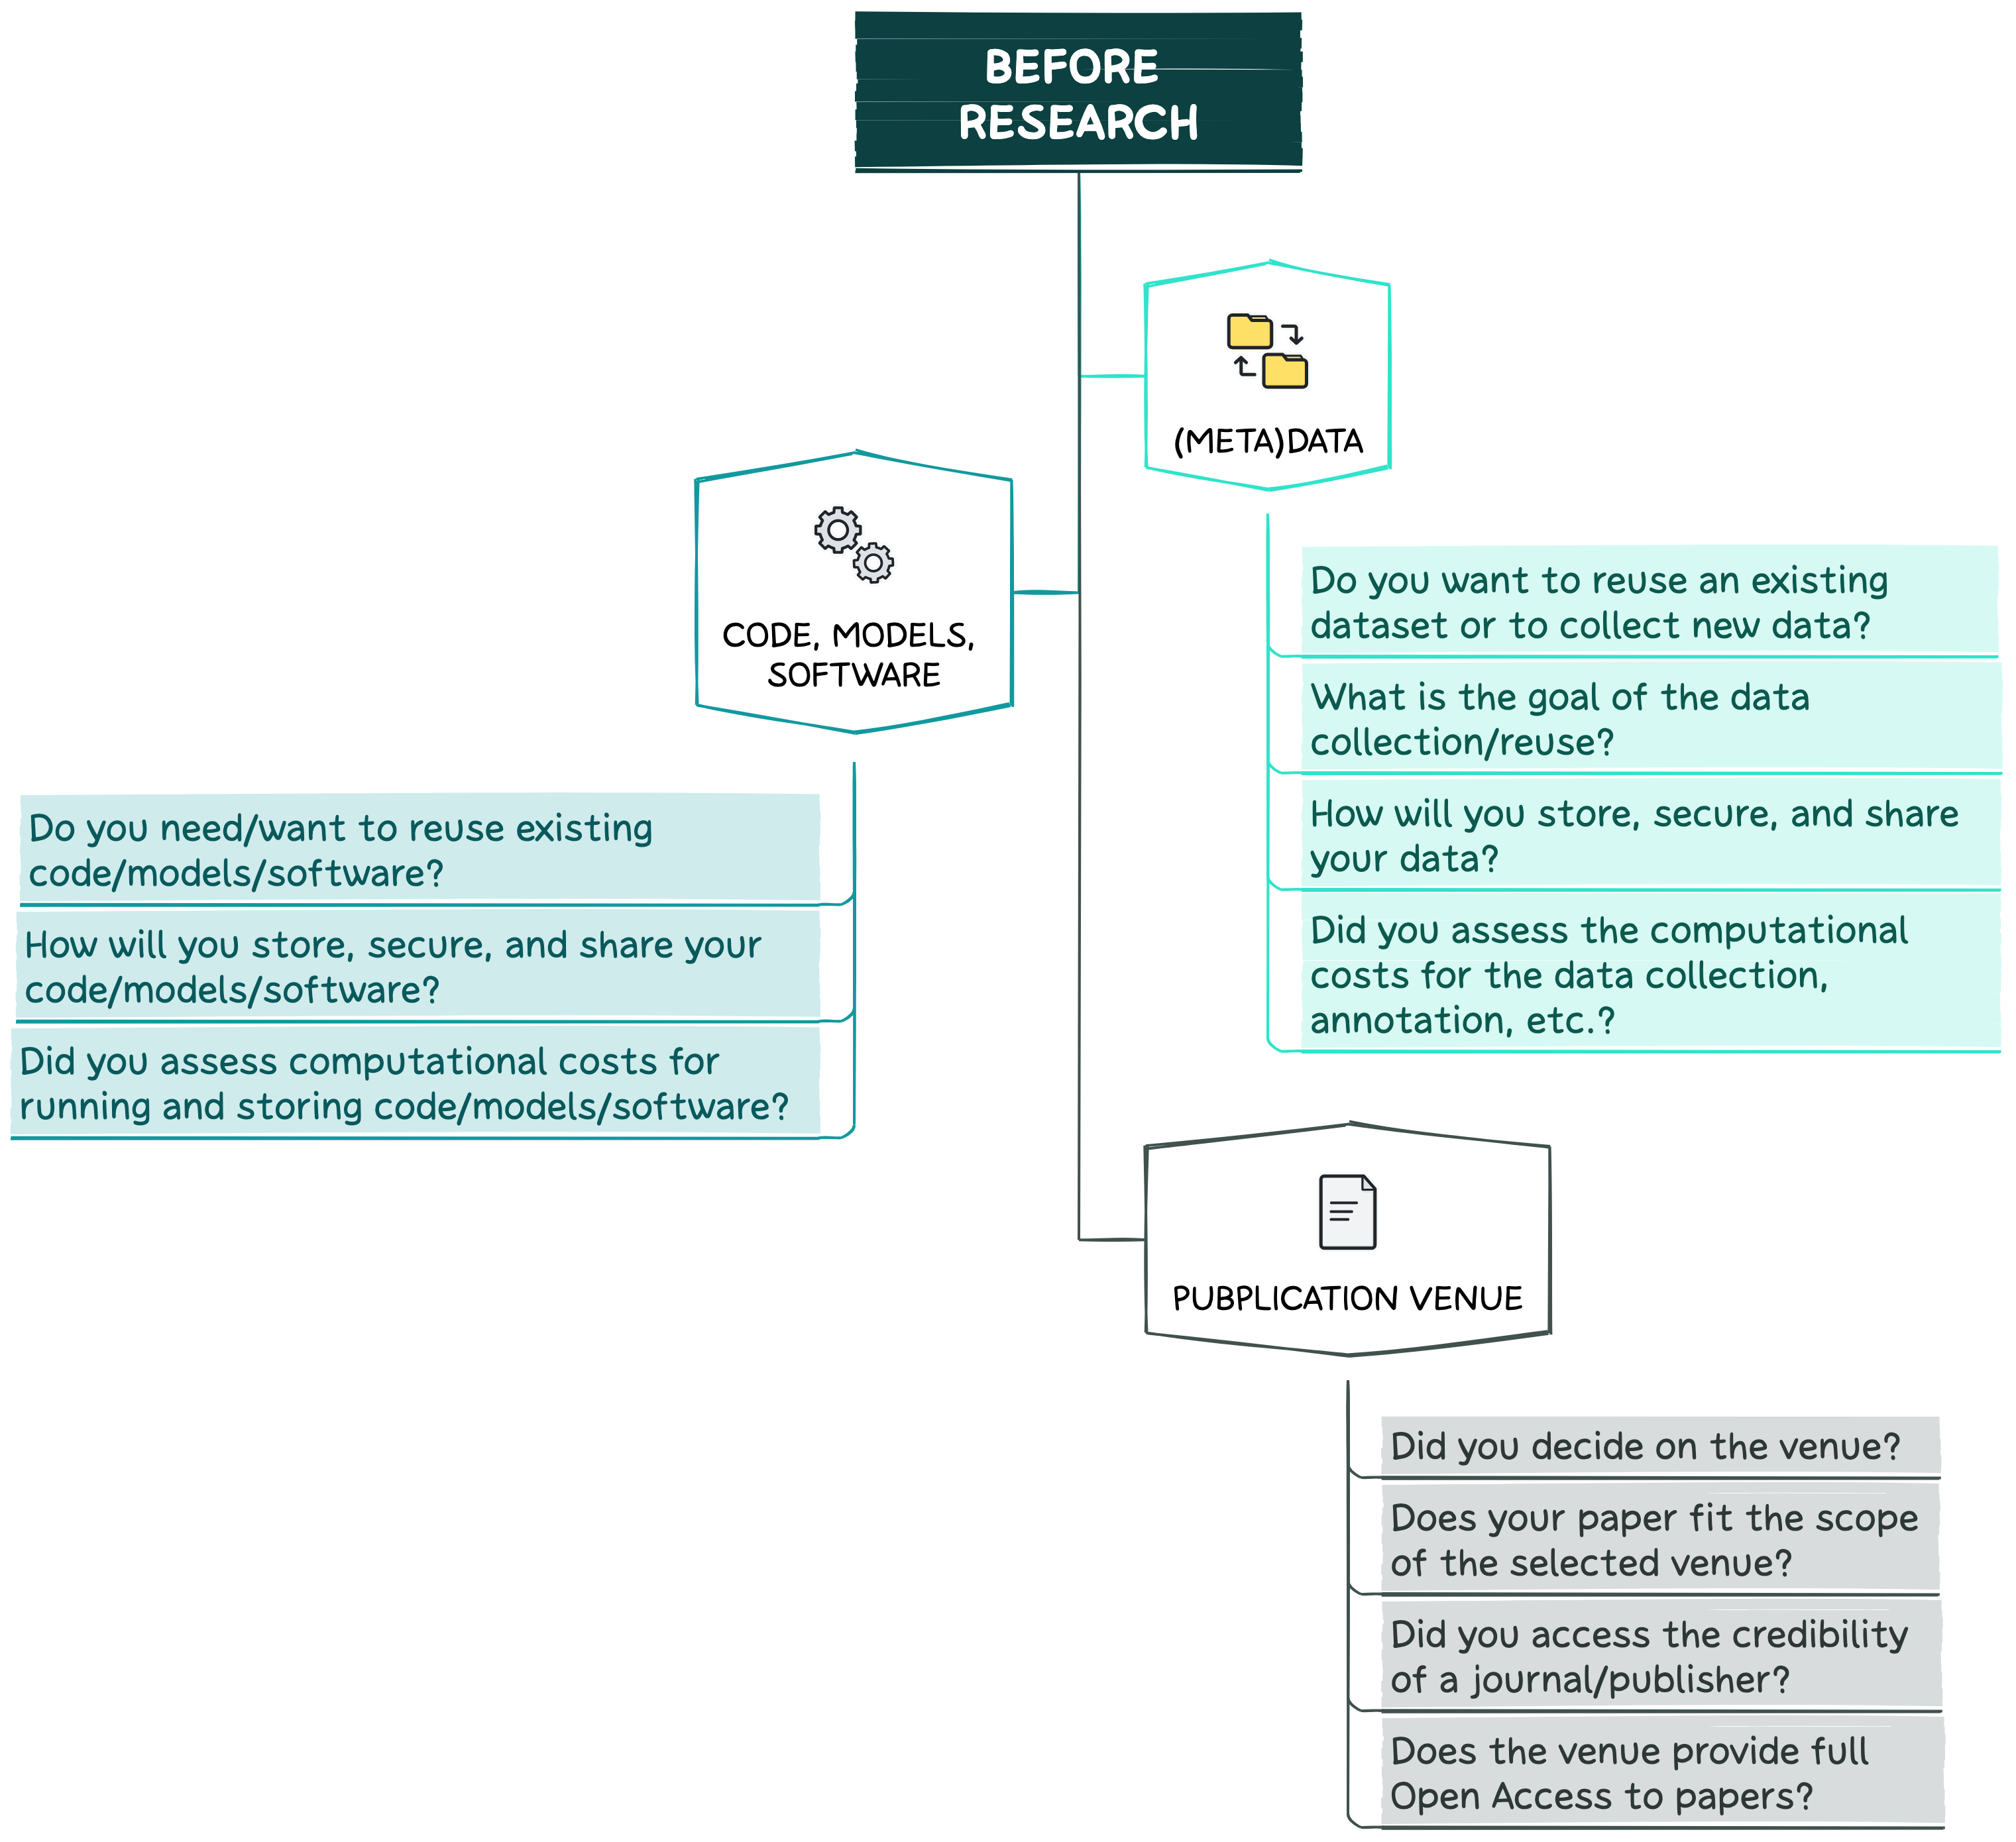 BEFORE
RESEARCH
(META)DATA
Do you want to reuse an existing
dataset or to collect new data?
What is the goal of the data
collection/reuse?
How will you store, secure, and share
your data?
Did you assess the computational
costs for the data collection,
annotation, etc.?
CODE, MODELS,
SOFTWARE
Do you need/want to reuse existing
code/models/software?
How will you store, secure, and share your
code/models/software?
Did you assess computational costs for
running and storing code/models/software?
PUBPLICATION VENUE
Did you decide on the venue?
Does your paper fit the scope
of the selected venue?
Did you access the credibility
of a journal/publisher?
Does the venue provide full
Open Access to papers?